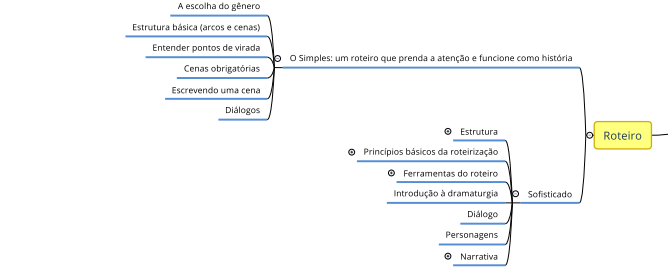 A escolha do gênero
Estrutura básica (arcos e cenas)
Entender pontos de virada
Cenas obrigatórias
Escrevendo uma cena
Diálogos
O Simples: um roteiro que prenda a atenção e funcione como história
Roteiro
Estrutura
Princípios básicos da roteirização
Ferramentas do roteiro
Introdução à dramaturgia
Diálogo
Personagens
Narrativa
Sofisticado